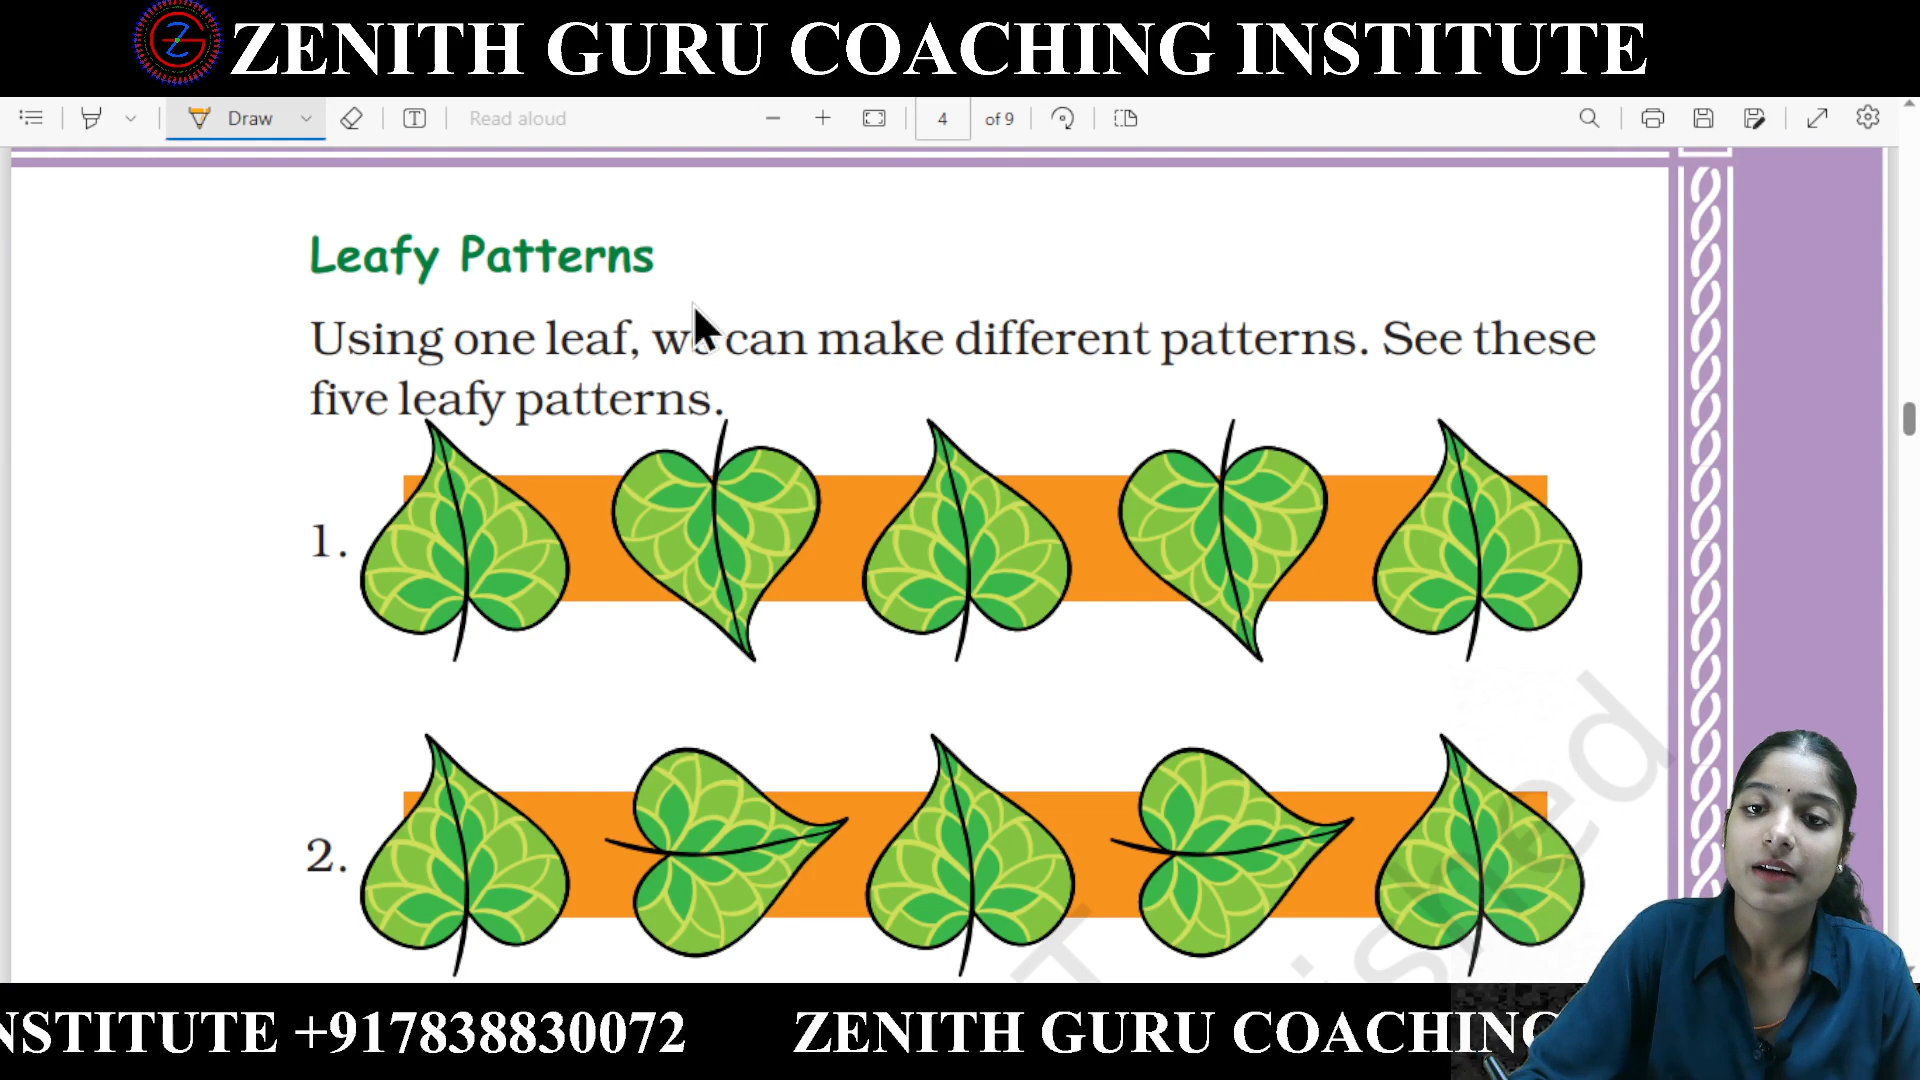 ZENITH GURU COACHING INSTITUTE
Draw
Read aloud
4 of 9
Leafy Patterns
Using one leaf, we can make different patterns. See these
five leafy patterns.
1.
2.
NSTITUTE +917838830072 ZENITH GURU COACHING